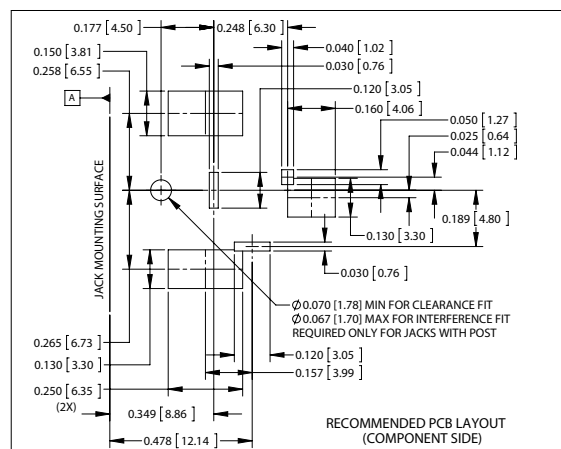 0.177 [4.50]
0.248 [6.30]
0.150 [3.81]
0.258 [6.55]
0.040 [1.02]
0.030 [0.76]
0.120 [3.05]
0.160 [4.06]
A
0.050 [1.27]
0.025 [0.64]
0.044 [1.12]
JACK MOUNTING SURFACE
0.189 [4.80]
0.130 [3.30]
0.030 [0.76]
Ø 0.070 [1.78] MIN FOR CLEARANCE FIT
Ø 0.067 [1.70] MAX FOR INTERFERENCE FIT
REQUIRED ONLY FOR JACKS WITH POST
0.265 [6.73]
0.130 [3.30]
0.250 [6.35]
(2X)
0.120 [3.05]
0.157 [3.99]
0.349 [8.86]
0.478 [12.14]
RECOMMENDED PCB LAYOUT
(COMPONENT SIDE)